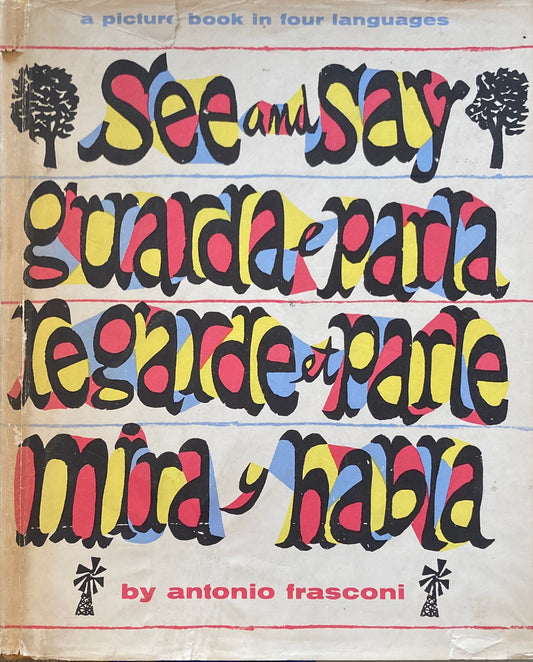 a picture book in four languages
See and say
guarda e parla
regarde et parle
mira y habla
by antonio frasconi